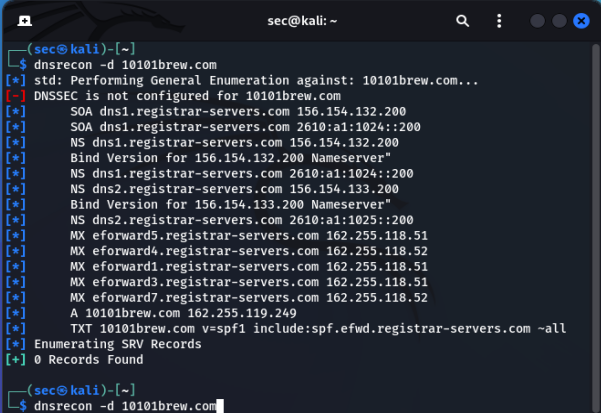 sec@kali: ~
┌──(sec㉿kali)-[~]
└─$ dnsrecon -d 10101brew.com
[*] std: Performing General Enumeration against: 10101brew.com...
[-] DNSSEC is not configured for 10101brew.com
[*]      SOA dns1.registrar-servers.com 156.154.132.200
[*]      SOA dns1.registrar-servers.com 2610:a1:1024::200
[*]      NS dns1.registrar-servers.com 156.154.132.200
[*]      Bind Version for 156.154.132.200 Nameserver"
[*]      NS dns1.registrar-servers.com 2610:a1:1024::200
[*]      NS dns2.registrar-servers.com 156.154.133.200
[*]      Bind Version for 156.154.133.200 Nameserver"
[*]      NS dns2.registrar-servers.com 2610:a1:1025::200
[*]      MX eforward5.registrar-servers.com 162.255.118.51
[*]      MX eforward4.registrar-servers.com 162.255.118.52
[*]      MX eforward1.registrar-servers.com 162.255.118.51
[*]      MX eforward3.registrar-servers.com 162.255.118.51
[*]      MX eforward7.registrar-servers.com 162.255.118.52
[*]      A 10101brew.com 162.255.119.249
[*]      TXT 10101brew.com v=spf1 include:spf.efwd.registrar-servers.com ~all
[*] Enumerating SRV Records
[+] 0 Records Found
┌──(sec㉿kali)-[~]
└─$ dnsrecon -d 10101brew.com